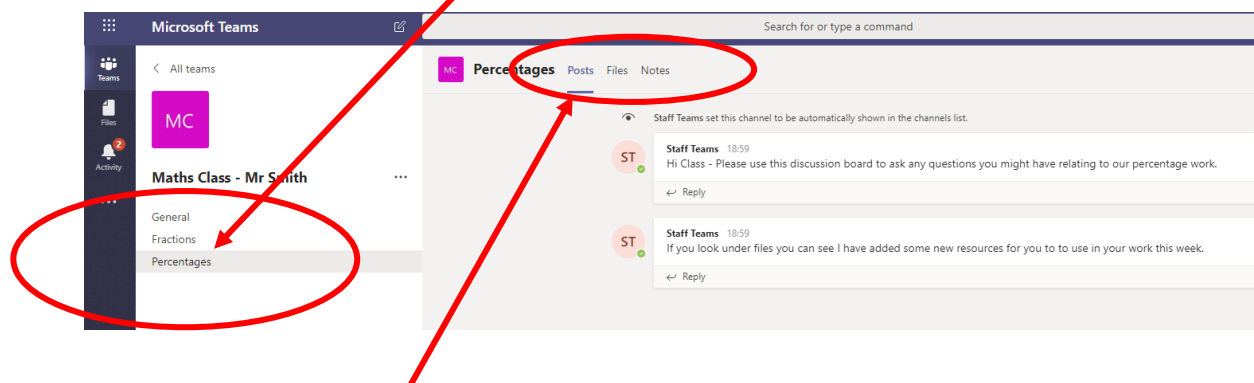 Microsoft Teams
Search for or type a command
Teams
Files
2
Activity
All teams
MC
Maths Class - Mr Smith
General
Fractions
Percentages
MC
Percentages Posts Files Notes
Staff Teams set this channel to be automatically shown in the channels list.
ST
Staff Teams 18:59
Hi Class - Please use this discussion board to ask any questions you might have relating to our percentage work.
Reply
ST
Staff Teams 18:59
If you look under files you can see I have added some new resources for you to to use in your work this week.
Reply